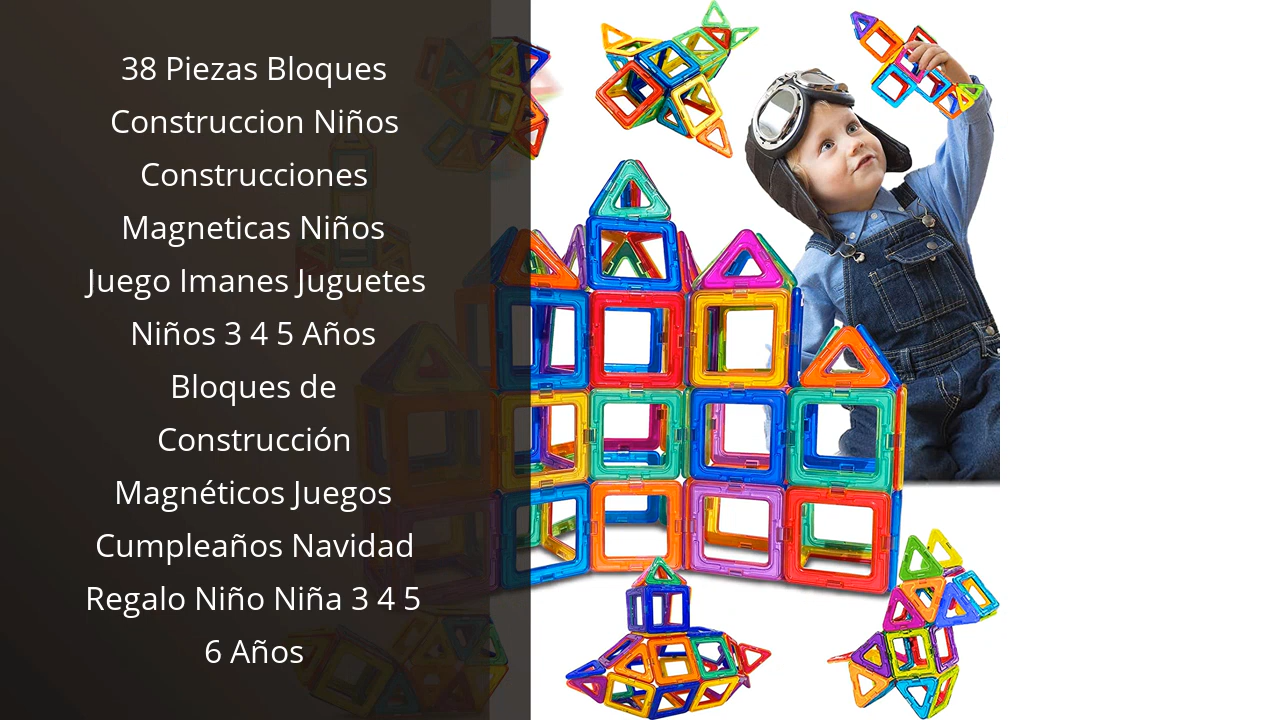 38 Piezas Bloques
Construccion Niños
Construcciones
Magneticas Niños
Juego Imanes Juguetes
Niños 3 4 5 Años
Bloques de
Construcción
Magnéticos Juegos
Cumpleaños Navidad
Regalo Niño Niña 3 4 5
6 Años